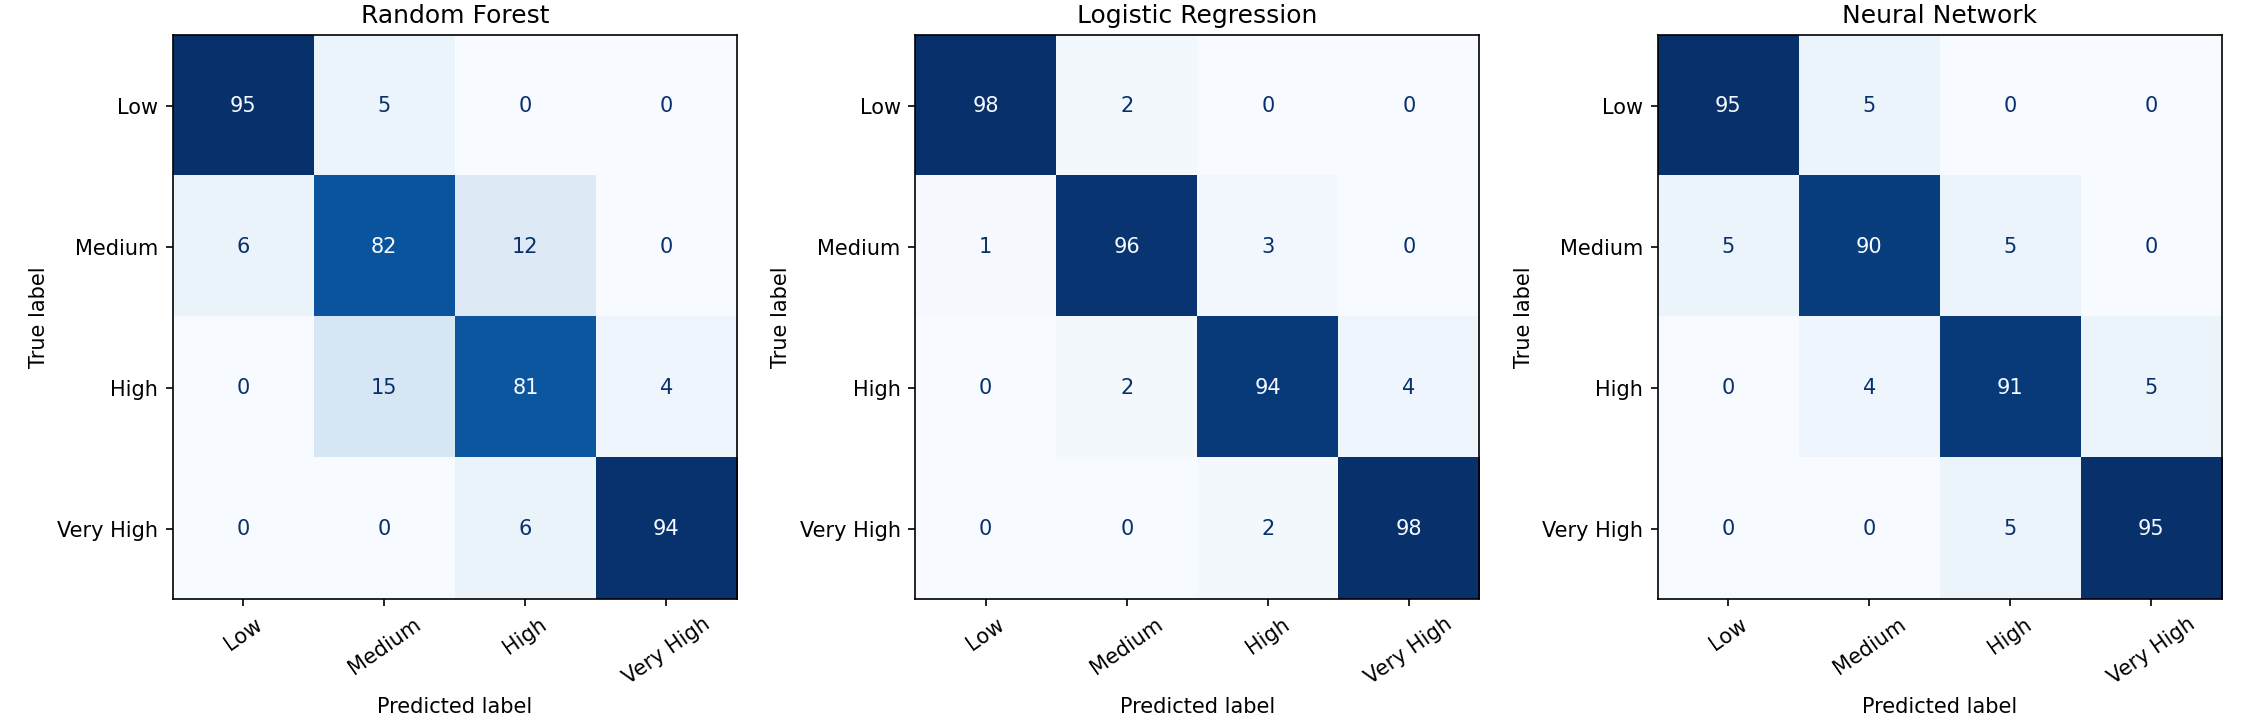 Random Forest
True label
Low 95 5 0 0
Medium 6 82 12 0
High 0 15 81 4
Very High 0 0 6 94
Low Medium High Very High
Predicted label
Logistic Regression
True label
Low 98 2 0 0
Medium 1 96 3 0
High 0 2 94 4
Very High 0 0 2 98
Low Medium High Very High
Predicted label
Neural Network
True label
Low 95 5 0 0
Medium 5 90 5 0
High 0 4 91 5
Very High 0 0 5 95
Low Medium High Very High
Predicted label